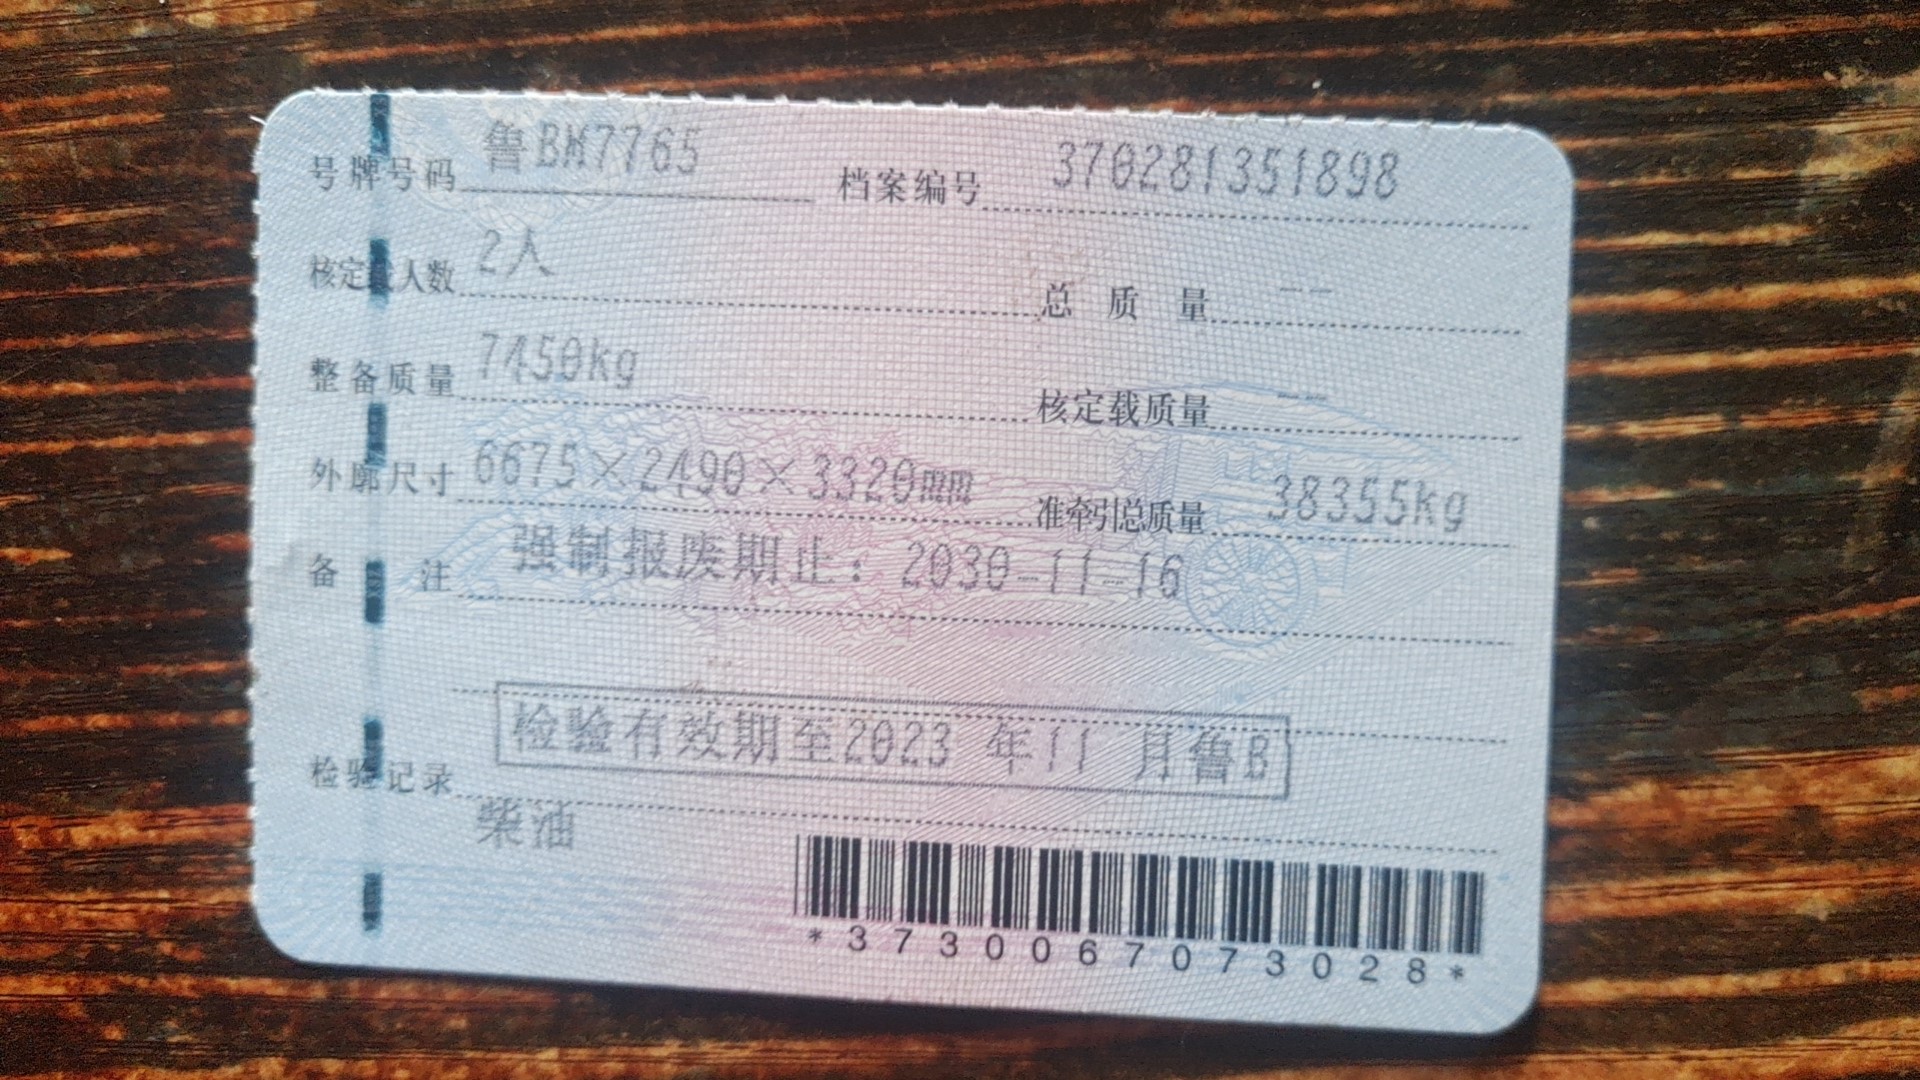 号牌号码 鲁BM7765 档案编号 370281351898
核定载人数 2人 总质量 --
整备质量 7450kg 核定载质量 --
外廓尺寸 6675×2490×3320mm 准牵引总质量 38355kg
备注 强制报废期止：2030-11-16
检验记录 检验有效期至2023 年11 月鲁B
柴油
*3730067073028*